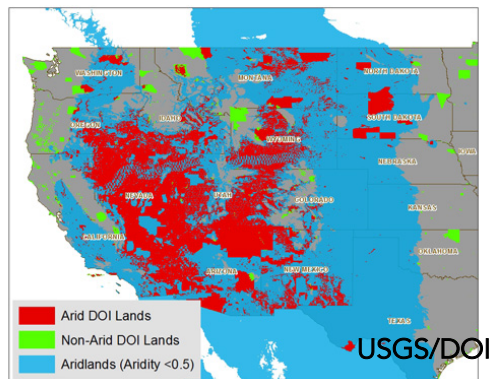 WASHINGTON
MONTANA
NORTH DAKOTA
OREGON
IDAHO
SOUTH DAKOTA
WYOMING
IOWA
NEBRASKA
NEVADA
UTAH
COLORADO
KANSAS
CALIFORNIA
OKLAHOMA
ARIZONA
NEW MEXICO
TEXAS
Arid DOI Lands
Non-Arid DOI Lands
Aridlands (Aridity <0.5)
USGS/DOI